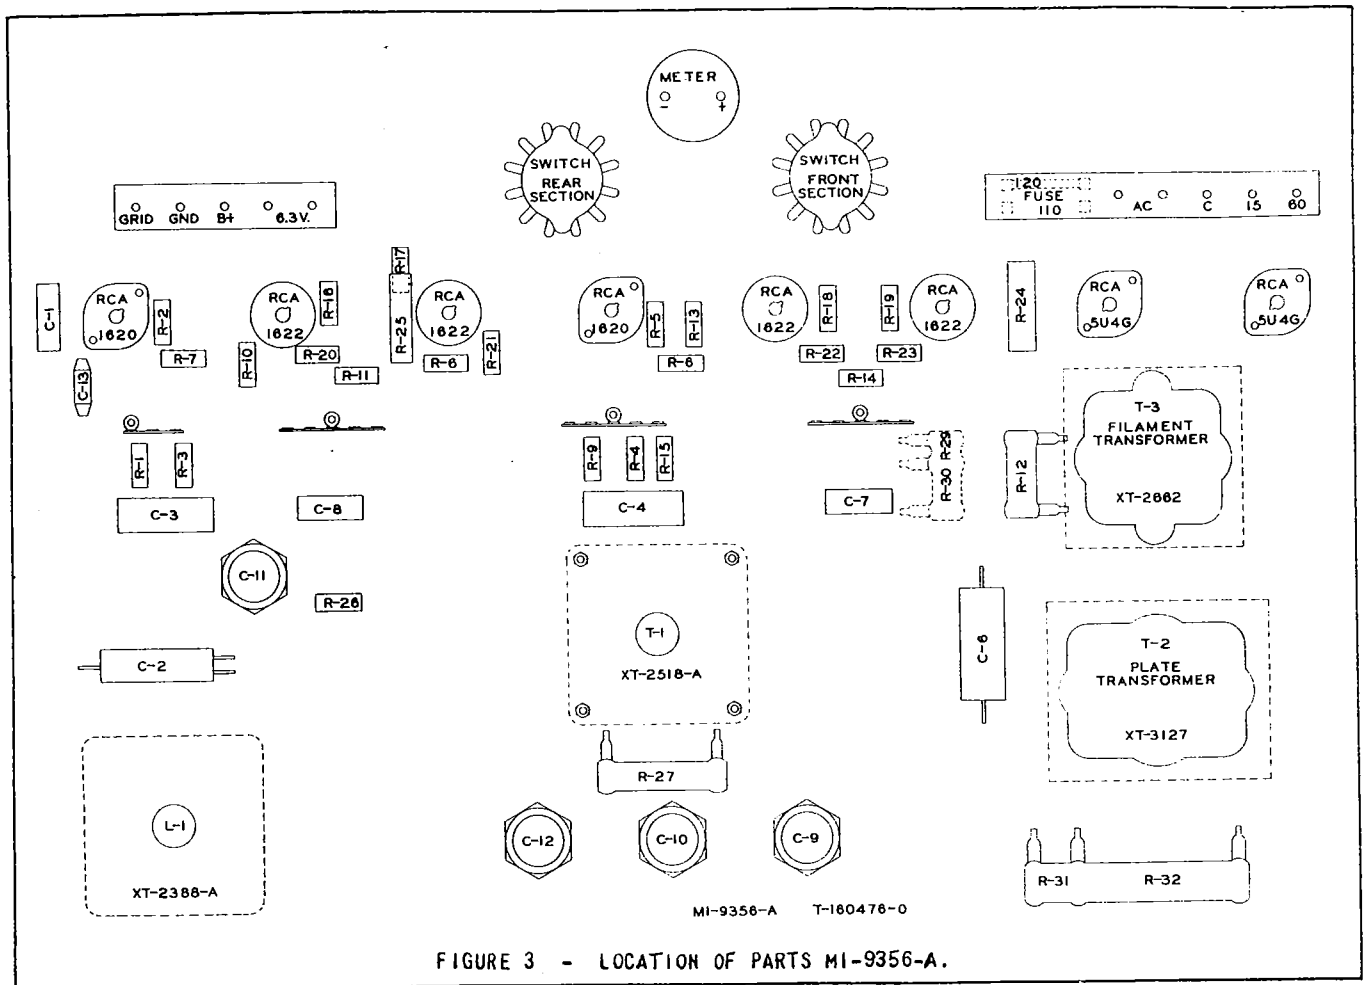 METER
- +
SWITCH
REAR
SECTION
SWITCH
FRONT
SECTION
GRID GND B+ 6.3V.
120
FUSE
110
AC C 15 60
C-1
RCA
1620
R-2
R-7
C-13
RCA
1622
R-16
R-10
R-20
R-11
R-17
R-25
RCA
1622
R-6
R-21
RCA
1620
R-5
R-13
R-8
RCA
1622
R-18
R-19
RCA
1622
R-22
R-23
R-14
R-24
RCA
5U4G
RCA
5U4G
R-1
R-3
C-3
C-8
R-9
R-4
R-15
C-4
C-7
R-29
R-30
R-12
T-3
FILAMENT
TRANSFORMER
XT-2662
C-11
R-26
C-2
T-1
XT-2518-A
C-6
T-2
PLATE
TRANSFORMER
XT-3127
R-27
L-1
XT-2388-A
C-12
C-10
C-9
R-31 R-32
MI-9356-A T-160476-0
FIGURE 3 - LOCATION OF PARTS MI-9356-A.